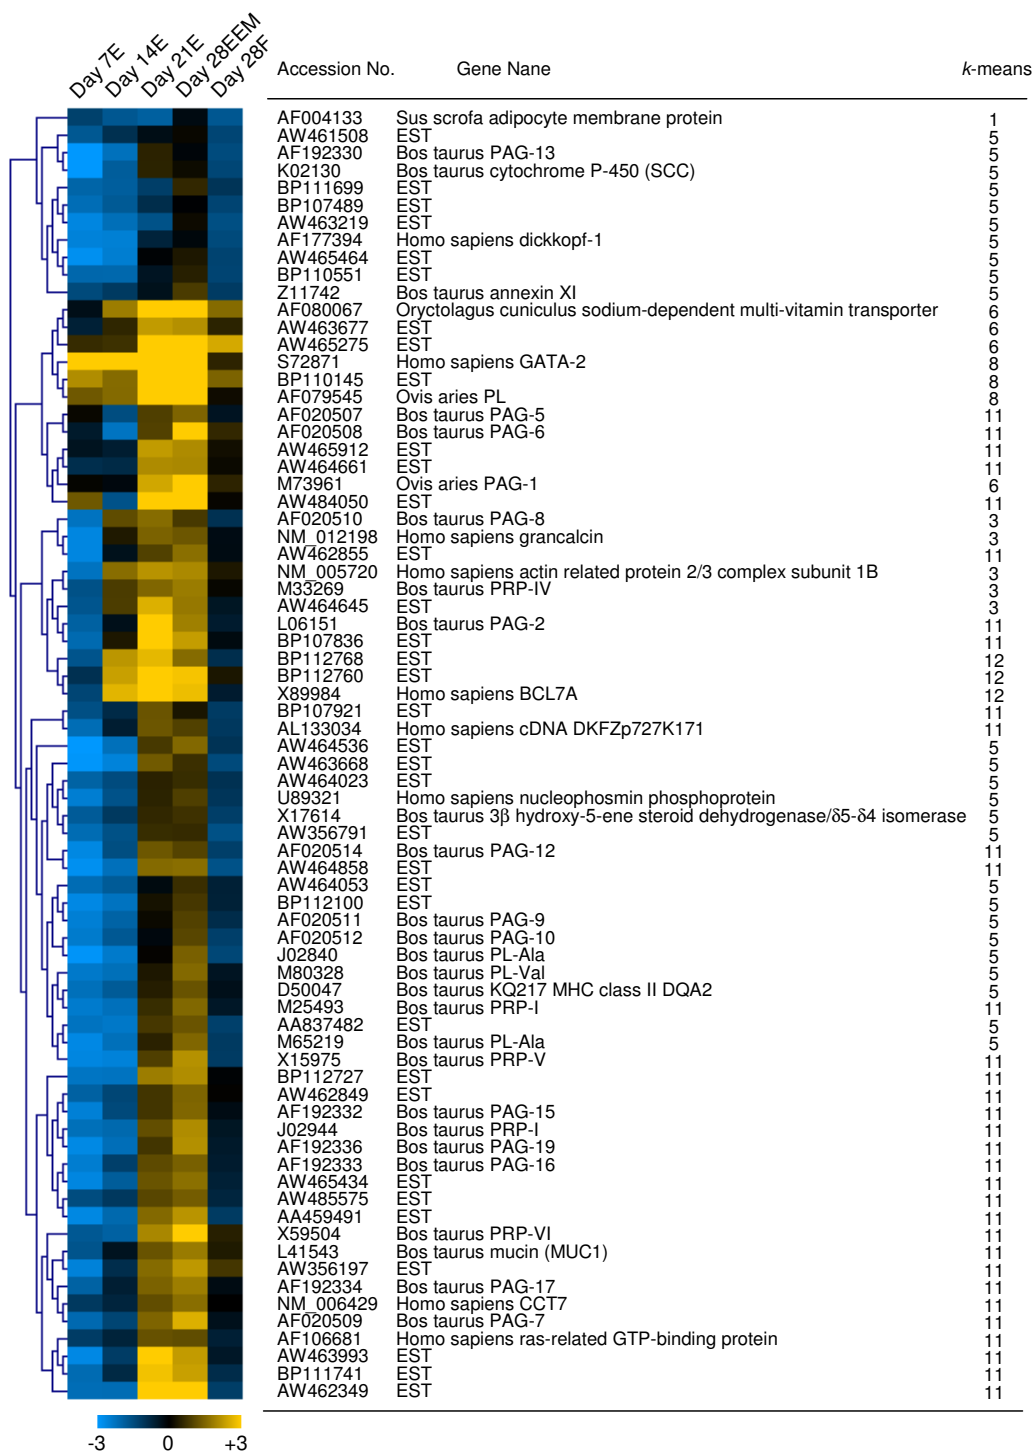 Day 7E Day 14E Day 21E Day 28EEM Day 28F
Accession No. Gene Nane k-means
AF004133 Sus scrofa adipocyte membrane protein 1
AW461508 EST 5
AF192330 Bos taurus PAG-13 5
K02130 Bos taurus cytochrome P-450 (SCC) 5
BP111699 EST 5
BP107489 EST 5
AW463219 EST 5
AF177394 Homo sapiens dickkopf-1 5
AW465464 EST 5
BP110551 EST 5
Z11742 Bos taurus annexin XI 5
AF080067 Oryctolagus cuniculus sodium-dependent multi-vitamin transporter 6
AW463677 EST 6
AW465275 EST 6
S72871 Homo sapiens GATA-2 8
BP110145 EST 8
AF079545 Ovis aries PL 8
AF020507 Bos taurus PAG-5 11
AF020508 Bos taurus PAG-6 11
AW465912 EST 11
AW464661 EST 11
M73961 Ovis aries PAG-1 6
AW484050 EST 11
AF020510 Bos taurus PAG-8 3
NM_012198 Homo sapiens grancalcin 3
AW462855 EST 11
NM_005720 Homo sapiens actin related protein 2/3 complex subunit 1B 3
M33269 Bos taurus PRP-IV 3
AW464645 EST 3
L06151 Bos taurus PAG-2 11
BP107836 EST 11
BP112768 EST 12
BP112760 EST 12
X89984 Homo sapiens BCL7A 12
BP107921 EST 11
AL133034 Homo sapiens cDNA DKFZp727K171 11
AW464536 EST 5
AW463668 EST 5
AW464023 EST 5
U89321 Homo sapiens nucleophosmin phosphoprotein 5
X17614 Bos taurus 3β hydroxy-5-ene steroid dehydrogenase/δ5-δ4 isomerase 5
AW356791 EST 5
AF020514 Bos taurus PAG-12 11
AW464858 EST 11
AW464053 EST 5
BP112100 EST 5
AF020511 Bos taurus PAG-9 5
AF020512 Bos taurus PAG-10 5
J02840 Bos taurus PL-Ala 5
M80328 Bos taurus PL-Val 5
D50047 Bos taurus KQ217 MHC class II DQA2 5
M25493 Bos taurus PRP-I 11
AA837482 EST 5
M65219 Bos taurus PL-Ala 5
X15975 Bos taurus PRP-V 11
BP112727 EST 11
AW462849 EST 11
AF192332 Bos taurus PAG-15 11
J02944 Bos taurus PRP-I 11
AF192336 Bos taurus PAG-19 11
AF192333 Bos taurus PAG-16 11
AW465434 EST 11
AW485575 EST 11
AA459491 EST 11
X59504 Bos taurus PRP-VI 11
L41543 Bos taurus mucin (MUC1) 11
AW356197 EST 11
AF192334 Bos taurus PAG-17 11
NM_006429 Homo sapiens CCT7 11
AF020509 Bos taurus PAG-7 11
AF106681 Homo sapiens ras-related GTP-binding protein 11
AW463993 EST 11
BP111741 EST 11
AW462349 EST 11
-3 0 +3